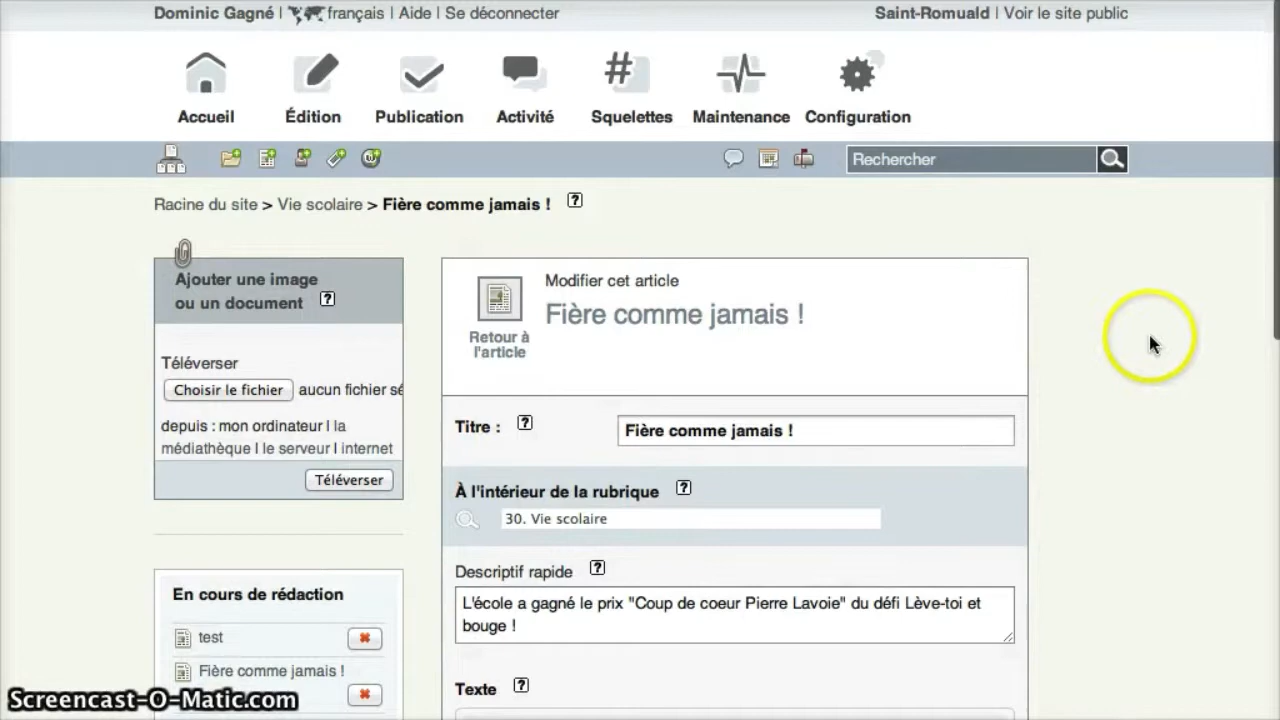 Dominic Gagné | français | Aide | Se déconnecter
Saint-Romuald | Voir le site public
Accueil
Édition
Publication
Activité
Squelettes
Maintenance
Configuration
Rechercher
Racine du site > Vie scolaire > Fière comme jamais !
Ajouter une image
ou un document
Téléverser
Choisir le fichier aucun fichier sé
depuis : mon ordinateur | la
médiathèque | le serveur | internet
Téléverser
En cours de rédaction
test
Fière comme jamais !
Retour à
l'article
Modifier cet article
Fière comme jamais !
Titre :
Fière comme jamais !
À l'intérieur de la rubrique
30. Vie scolaire
Descriptif rapide
L'école a gagné le prix "Coup de coeur Pierre Lavoie" du défi Lève-toi et
bouge !
Texte
Screencast-O-Matic.com